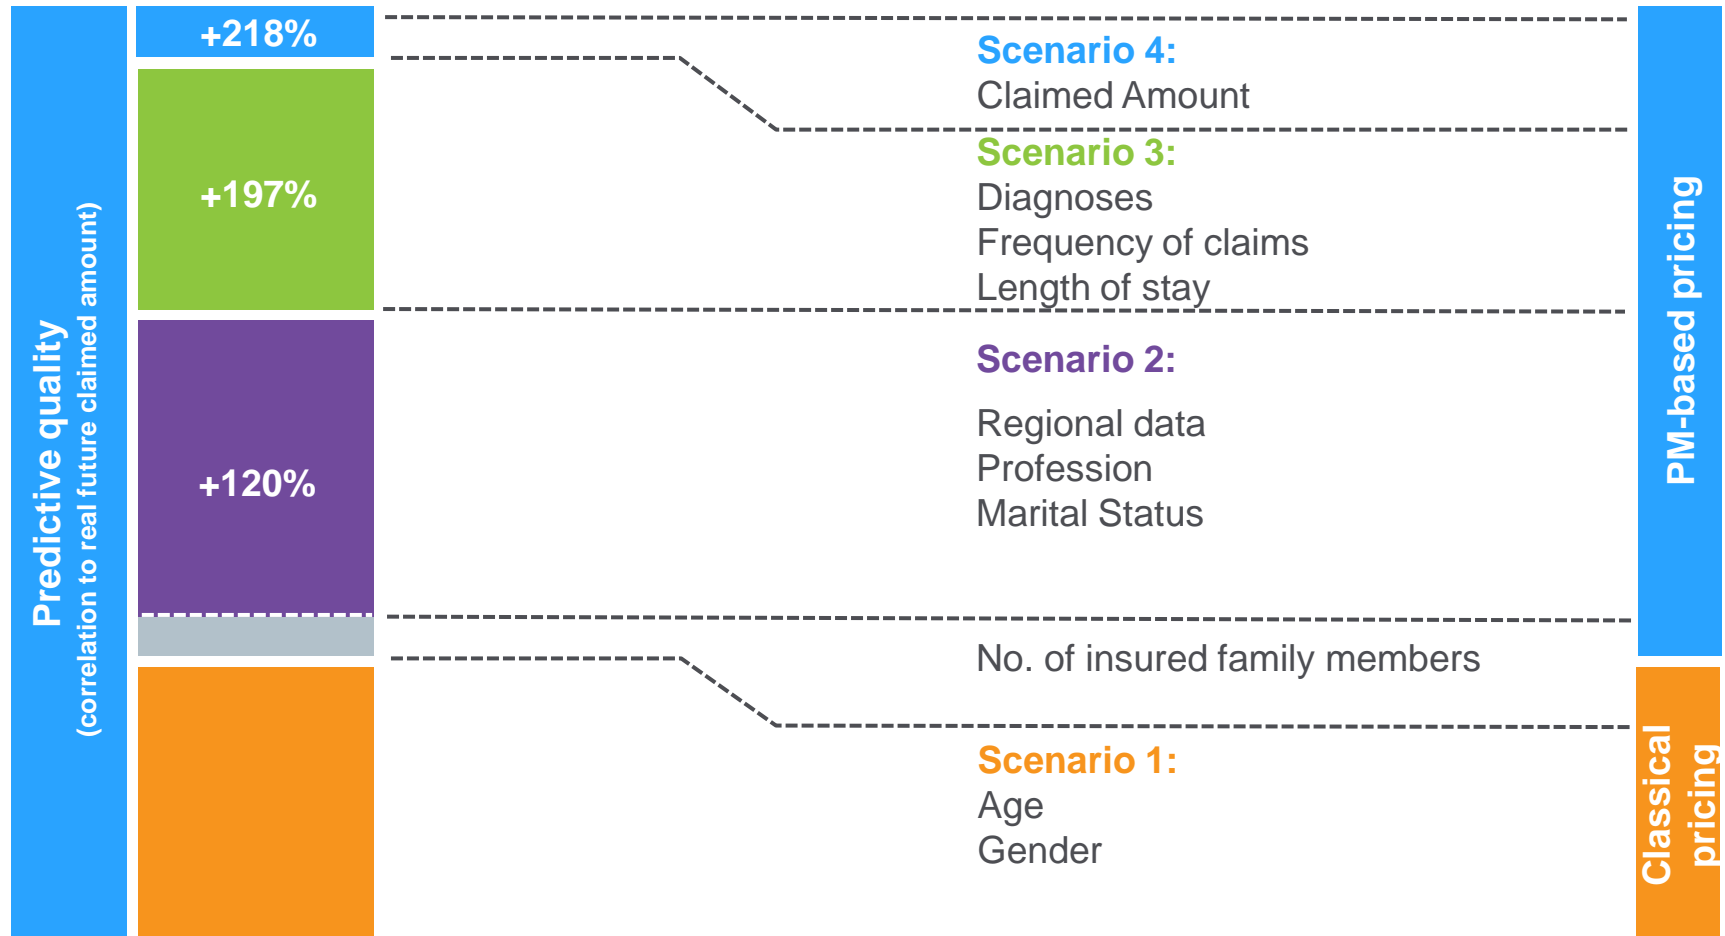 Predictive quality
(correlation to real future claimed amount)
+218%
+197%
+120%
Scenario 4:
Claimed Amount
Scenario 3:
Diagnoses
Frequency of claims
Length of stay
Scenario 2:
Regional data
Profession
Marital Status
No. of insured family members
Scenario 1:
Age
Gender
PM-based pricing
Classical
pricing